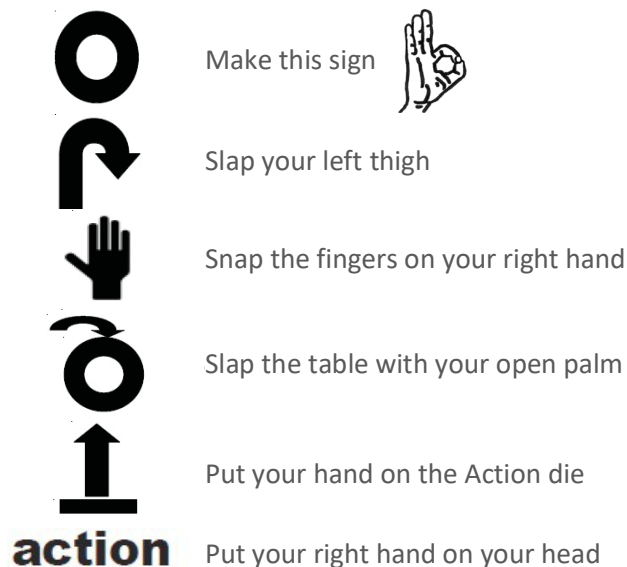 Make this sign
Slap your left thigh
Snap the fingers on your right hand
Slap the table with your open palm
Put your hand on the Action die
action Put your right hand on your head